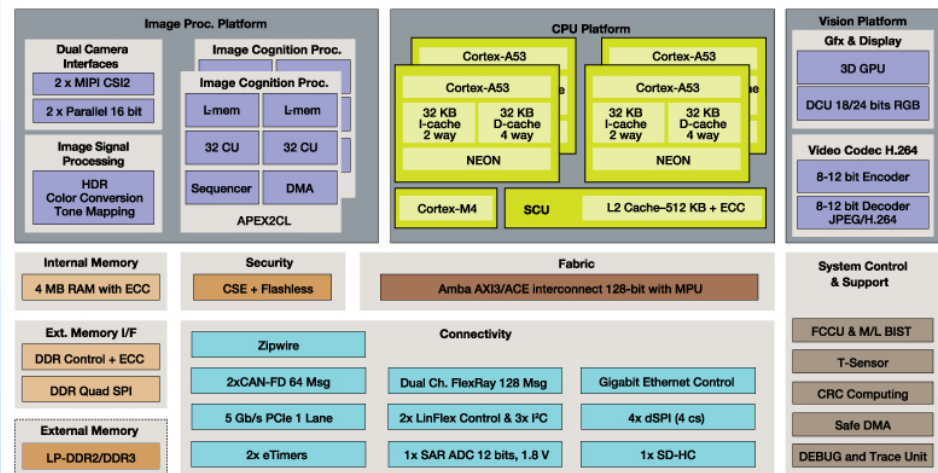 Image Proc. Platform
Dual Camera
Interfaces
2 x MIPI CSI2
2 x Parallel 16 bit
Image Signal
Processing
HDR
Color Conversion
Tone Mapping
Image Cognition Proc.
Image Cognition Proc.
L-mem
L-mem
32 CU
32 CU
Sequencer
DMA
APEX2CL
CPU Platform
Cortex-A53
Cortex-A53
32 KB
I-cache
2 way
32 KB
D-cache
4 way
NEON
Cortex-A53
Cortex-A53
32 KB
I-cache
2 way
32 KB
D-cache
4 way
NEON
Cortex-M4
SCU
L2 Cache–512 KB + ECC
Vision Platform
Gfx & Display
3D GPU
DCU 18/24 bits RGB
Video Codec H.264
8-12 bit Encoder
8-12 bit Decoder
JPEG/H.264
Internal Memory
4 MB RAM with ECC
Security
CSE + Flashless
Fabric
Amba AXI3/ACE interconnect 128-bit with MPU
System Control
& Support
FCCU & M/L BIST
T-Sensor
CRC Computing
Safe DMA
DEBUG and Trace Unit
Ext. Memory I/F
DDR Control + ECC
DDR Quad SPI
External Memory
LP-DDR2/DDR3
Connectivity
Zipwire
2xCAN-FD 64 Msg
Dual Ch. FlexRay 128 Msg
Gigabit Ethernet Control
5 Gb/s PCIe 1 Lane
2x LinFlex Control & 3x I²C
4x dSPI (4 cs)
2x eTimers
1x SAR ADC 12 bits, 1.8 V
1x SD-HC